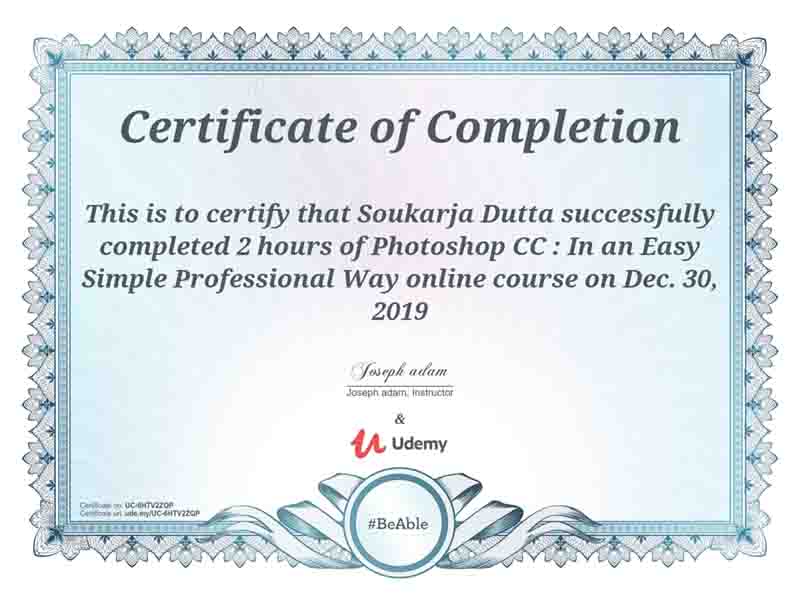 Certificate of Completion
This is to certify that Soukarja Dutta successfully
completed 2 hours of Photoshop CC : In an Easy
Simple Professional Way online course on Dec. 30,
2019
Joseph adam
Joseph adam, Instructor
&
Udemy
Certificate no: UC-6HTV2ZQP
Certificate url: ude.my/UC-6HTV2ZQP
#BeAble